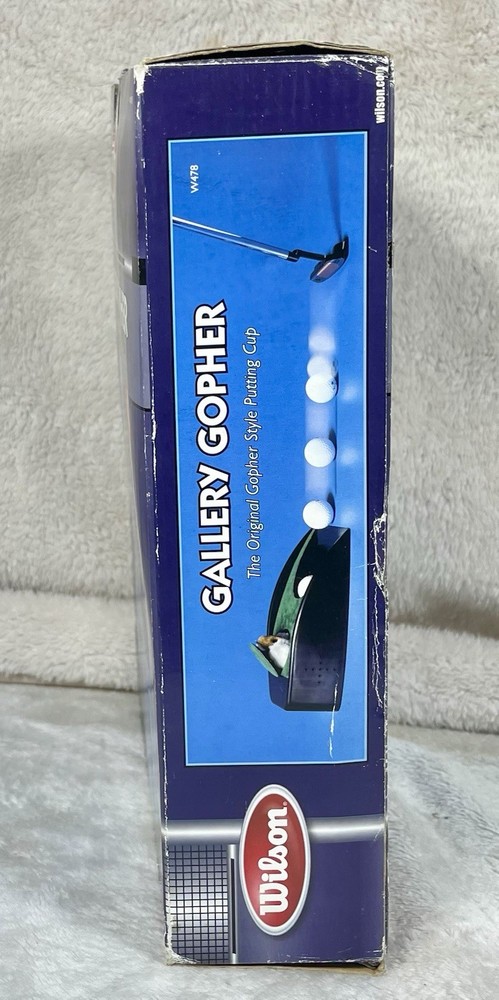 wilson.com
W478
GALLERY GOPHER
The Original Gopher Style Putting Cup
Wilson